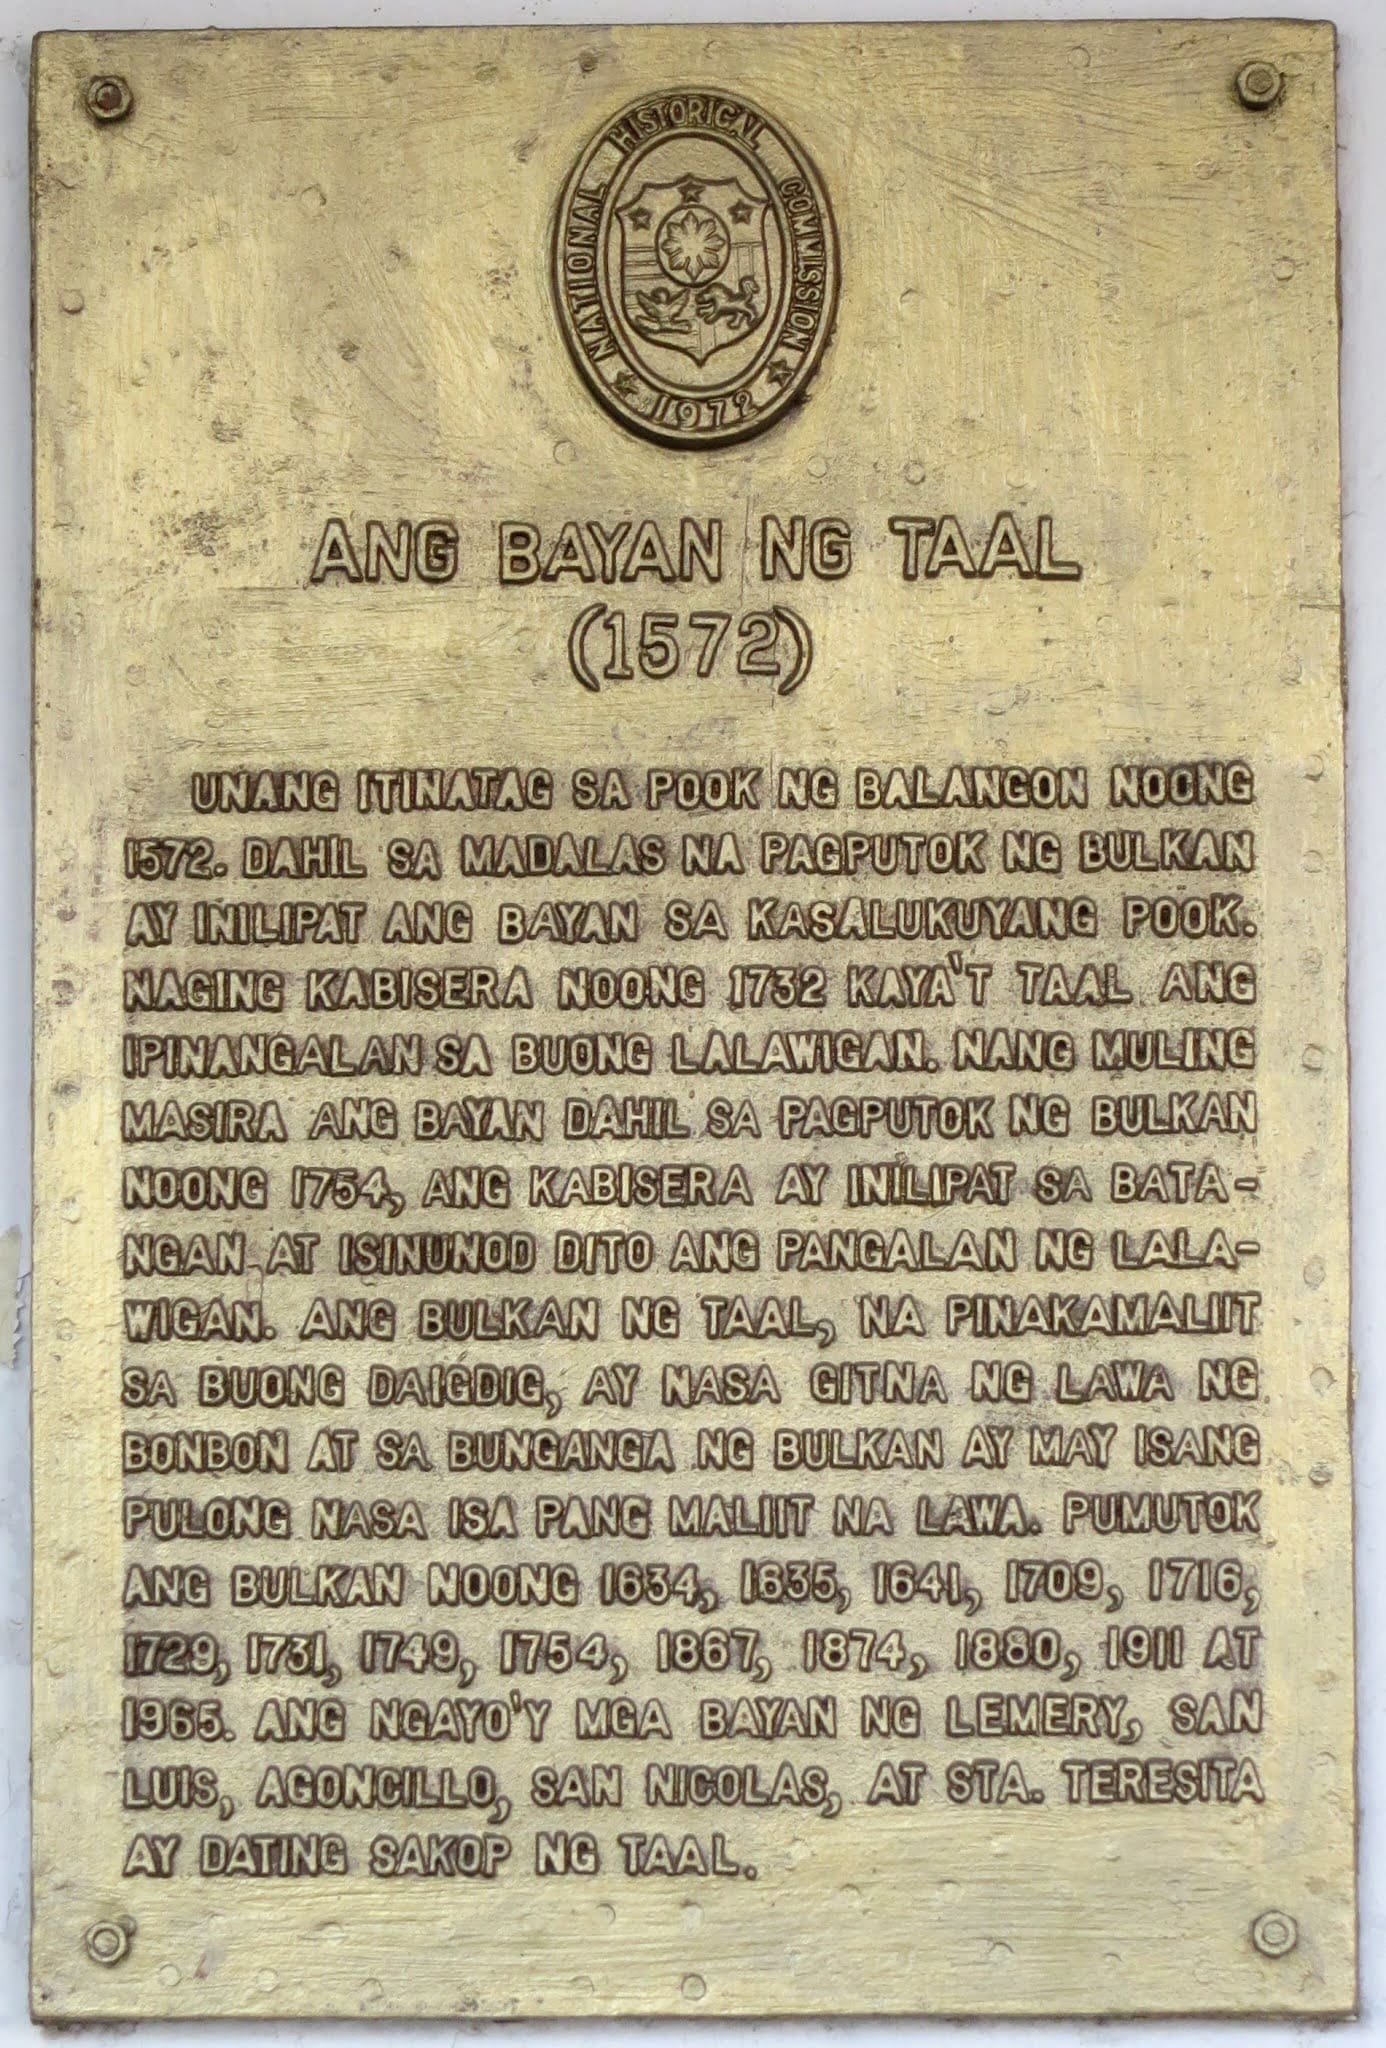 NATIONAL HISTORICAL COMMISSION
1972
ANG BAYAN NG TAAL
(1572)
UNANG ITINATAG SA POOK NG BALANGON NOONG
1572. DAHIL SA MADALAS NA PAGPUTOK NG BULKAN
AY INILIPAT ANG BAYAN SA KASALUKUYANG POOK.
NAGING KABISERA NOONG 1732 KAYA'T TAAL ANG
IPINANGALAN SA BUONG LALAWIGAN. NANG MULING
MASIRA ANG BAYAN DAHIL SA PAGPUTOK NG BULKAN
NOONG 1754, ANG KABISERA AY INILIPAT SA BATA-
NGAN AT ISINUNOD DITO ANG PANGALAN NG LALA-
WIGAN. ANG BULKAN NG TAAL, NA PINAKAMALIIT
SA BUONG DAIGDIG, AY NASA GITNA NG LAWA NG
BONBON AT SA BUNGANGA NG BULKAN AY MAY ISANG
PULONG NASA ISA PANG MALIIT NA LAWA. PUMUTOK
ANG BULKAN NOONG 1634, 1635, 1641, 1709, 1716,
1729, 1731, 1749, 1754, 1867, 1874, 1880, 1911 AT
1965. ANG NGAYO'Y MGA BAYAN NG LEMERY, SAN
LUIS, AGONCILLO, SAN NICOLAS, AT STA. TERESITA
AY DATING SAKOP NG TAAL.